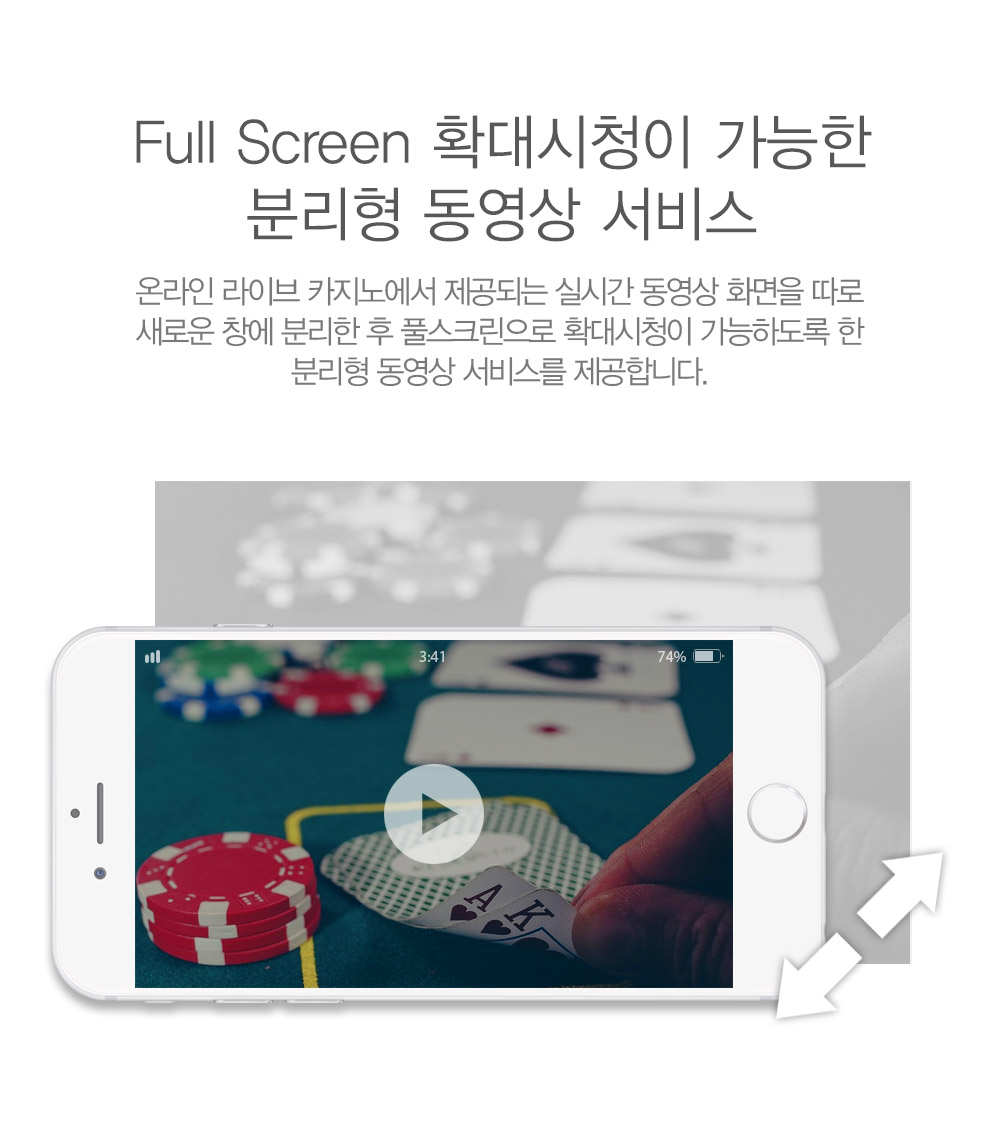 Full Screen 확대시청이 가능한
분리형 동영상 서비스
온라인 라이브 카지노에서 제공되는 실시간 동영상 화면을 따로
새로운 창에 분리한 후 풀스크린으로 확대시청이 가능하도록 한
분리형 동영상 서비스를 제공합니다.
3:41 74%
A K